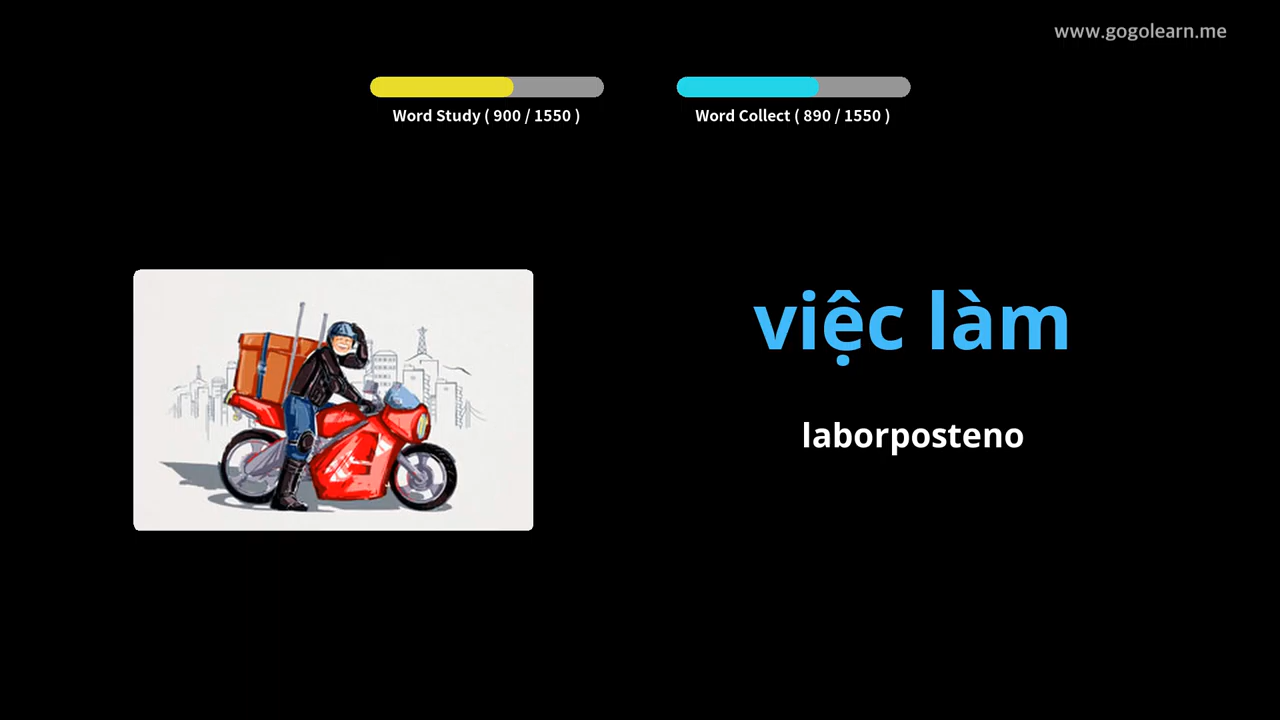 www.gogolearn.me
Word Study ( 900 / 1550 )
Word Collect ( 890 / 1550 )
việc làm
laborposteno